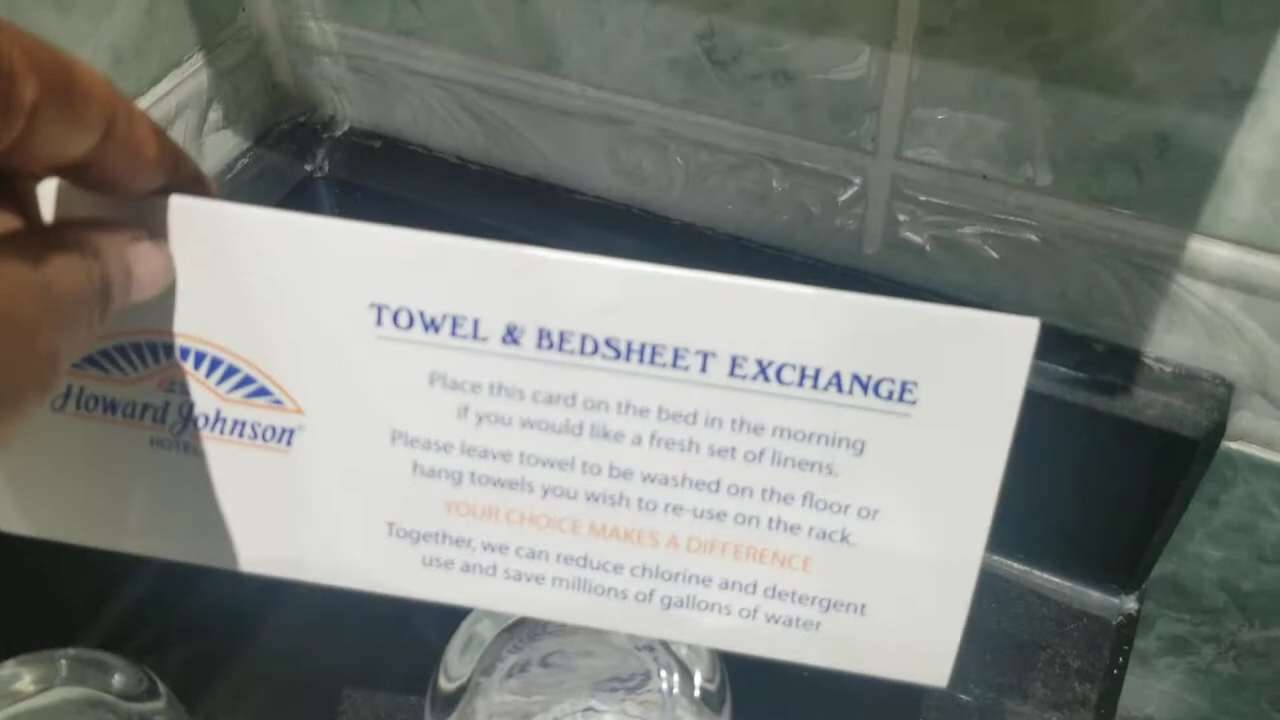 Howard Johnson
HOTEL
TOWEL & BEDSHEET EXCHANGE
Place this card on the bed in the morning
if you would like a fresh set of linens.
Please leave towel to be washed on the floor or
hang towels you wish to re-use on the rack.
YOUR CHOICE MAKES A DIFFERENCE
Together, we can reduce chlorine and detergent
use and save millions of gallons of water